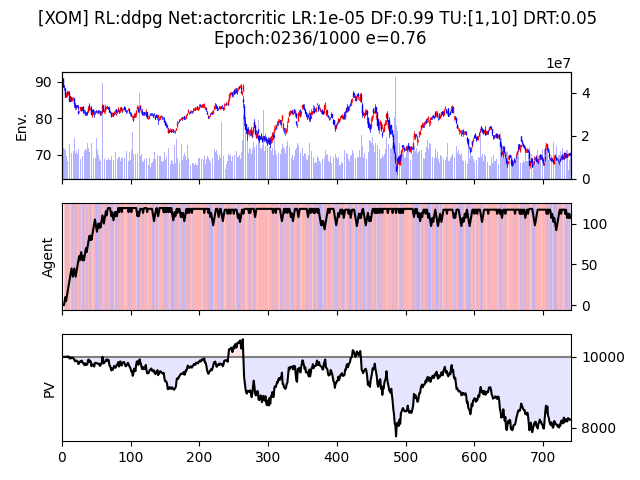 [XOM] RL:ddpg Net:actorcritic LR:1e-05 DF:0.99 TU:[1,10] DRT:0.05
Epoch:0236/1000 e=0.76
1e7
90
80
70
Env.
4
2
0
Agent
100
50
0
PV
10000
8000
0 100 200 300 400 500 600 700